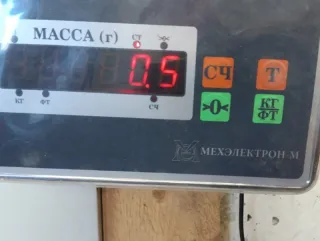 МАССА (г) СТ
0.5 СЧ Т
КГ ФТ СЧ >0< КГ ФТ
МЕХЭЛЕКТРОН-М